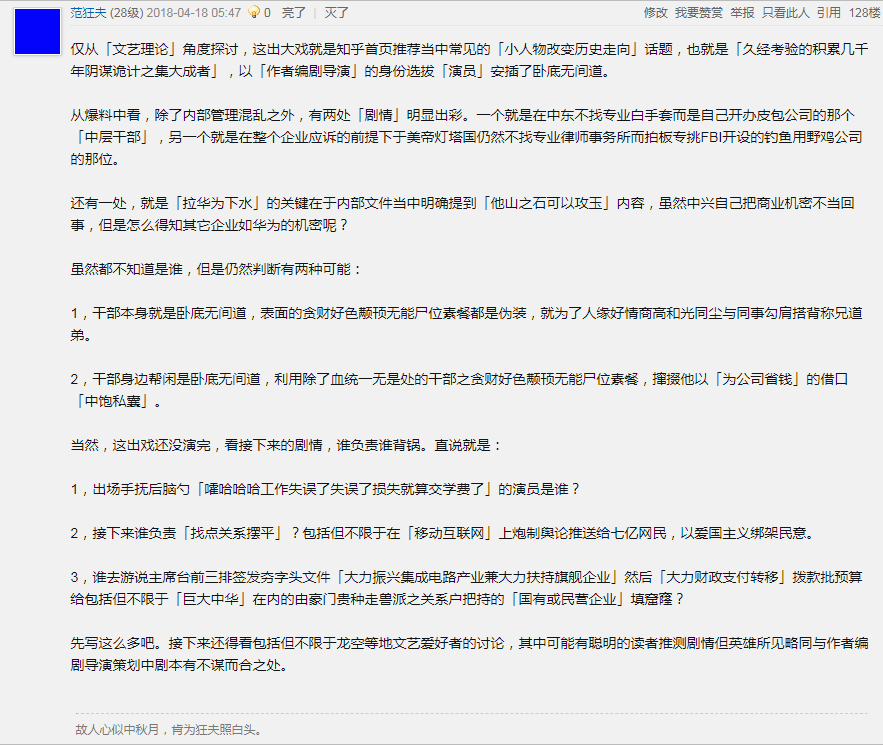 范狂夫 (28级) 2018-04-18 05:47 0 亮了 | 灭了 修改 我要赞赏 举报 只看此人 引用 128楼
仅从「文艺理论」角度探讨，这出大戏就是知乎首页推荐当中常见的「小人物改变历史走向」话题，也就是「久经考验的积累几千
年阴谋诡计之集大成者」，以「作者编剧导演」的身份选拔「演员」安插了卧底无间道。
从爆料中看，除了内部管理混乱之外，有两处「剧情」明显出彩。一个就是在中东不找专业白手套而是自己开办皮包公司的那个
「中层干部」，另一个就是在整个企业应诉的前提下于美帝灯塔国仍然不找专业律师事务所而拍板专挑FBI开设的钓鱼用野鸡公司
的那位。
还有一处，就是「拉华为下水」的关键在于内部文件当中明确提到「他山之石可以攻玉」内容，虽然中兴自己把商业机密不当回
事，但是怎么得知其它企业如华为的机密呢？
虽然都不知道是谁，但是仍然判断有两种可能：
1，干部本身就是卧底无间道，表面的贪财好色颟顸无能尸位素餐都是伪装，就为了人缘好情商高和光同尘与同事勾肩搭背称兄道
弟。
2，干部身边帮闲是卧底无间道，利用除了血统一无是处的干部之贪财好色颟顸无能尸位素餐，撺掇他以「为公司省钱」的借口
「中饱私囊」。
当然，这出戏还没演完，看接下来的剧情，谁负责谁背锅。直说就是：
1，出场手抚后脑勺「嚯哈哈哈工作失误了失误了损失就算交学费了」的演员是谁？
2，接下来谁负责「找点关系摆平」？包括但不限于在「移动互联网」上炮制舆论推送给七亿网民，以爱国主义绑架民意。
3，谁去游说主席台前三排签发夯字头文件「大力振兴集成电路产业兼大力扶持旗舰企业」然后「大力财政支付转移」拨款批预算
给包括但不限于「巨大中华」在内的由豪门贵种走兽派之关系户把持的「国有或民营企业」填窟窿？
先写这么多吧。接下来还得看包括但不限于龙空等地文艺爱好者的讨论，其中可能有聪明的读者推测剧情但英雄所见略同与作者编
剧导演策划中剧本有不谋而合之处。
故人心似中秋月，肯为狂夫照白头。